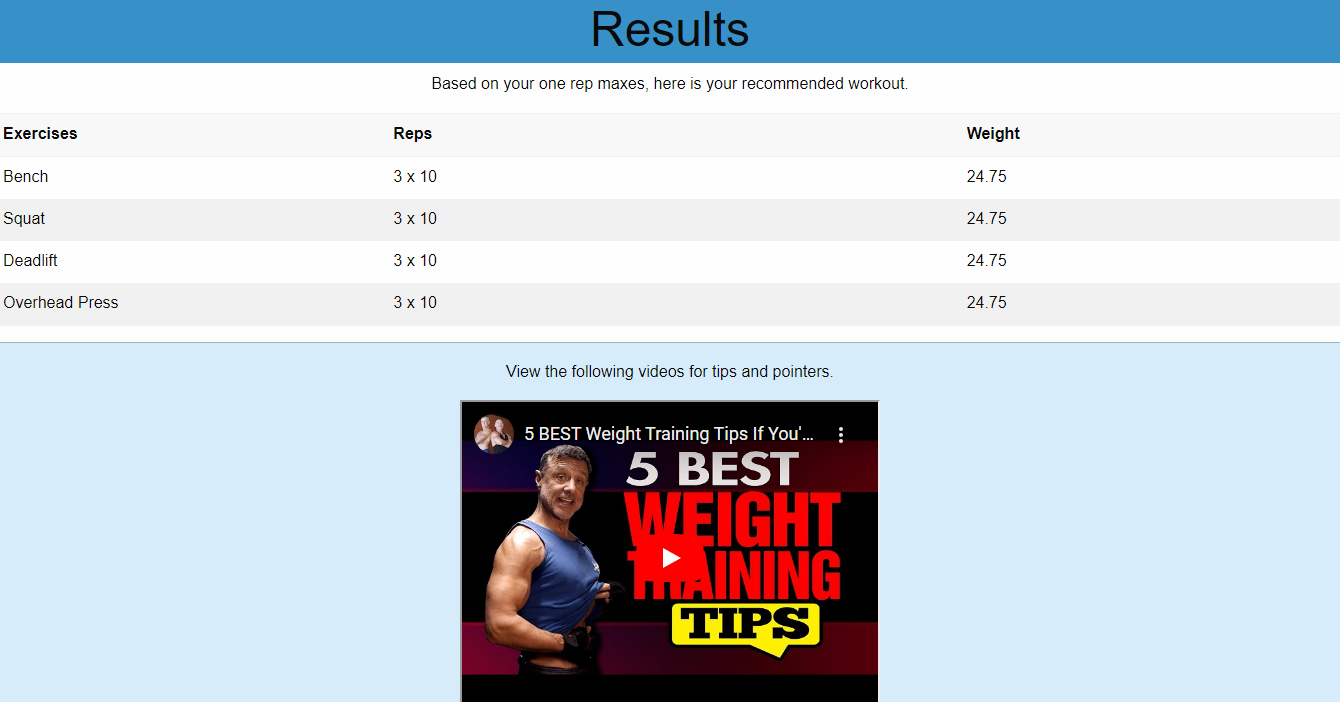 Results
Based on your one rep maxes, here is your recommended workout.
Exercises Reps Weight
Bench 3 x 10 24.75
Squat 3 x 10 24.75
Deadlift 3 x 10 24.75
Overhead Press 3 x 10 24.75
View the following videos for tips and pointers.
5 BEST Weight Training Tips If You'...
5 BEST
WEIGHT
TRAINING
TIPS